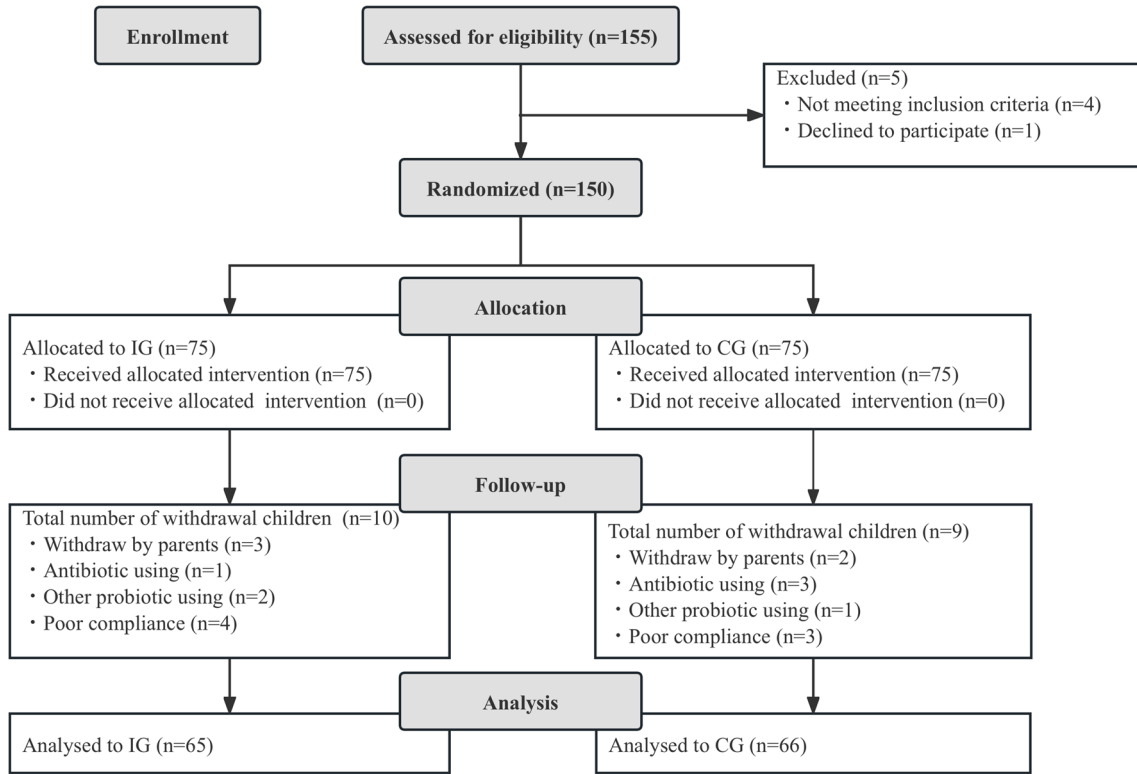 Enrollment
Assessed for eligibility (n=155)
Excluded (n=5)
・Not meeting inclusion criteria (n=4)
・Declined to participate (n=1)
Randomized (n=150)
Allocation
Allocated to IG (n=75)
・Received allocated intervention (n=75)
・Did not receive allocated  intervention  (n=0)
Allocated to CG (n=75)
・Received allocated intervention (n=75)
・Did not receive allocated  intervention (n=0)
Follow-up
Total number of withdrawal children  (n=10)
・Withdraw by parents (n=3)
・Antibiotic using (n=1)
・Other probiotic using (n=2)
・Poor compliance (n=4)
Total number of withdrawal children (n=9)
・Withdraw by parents (n=2)
・Antibiotic using (n=3)
・Other probiotic using (n=1)
・Poor compliance (n=3)
Analysis
Analysed to IG (n=65)
Analysed to CG (n=66)